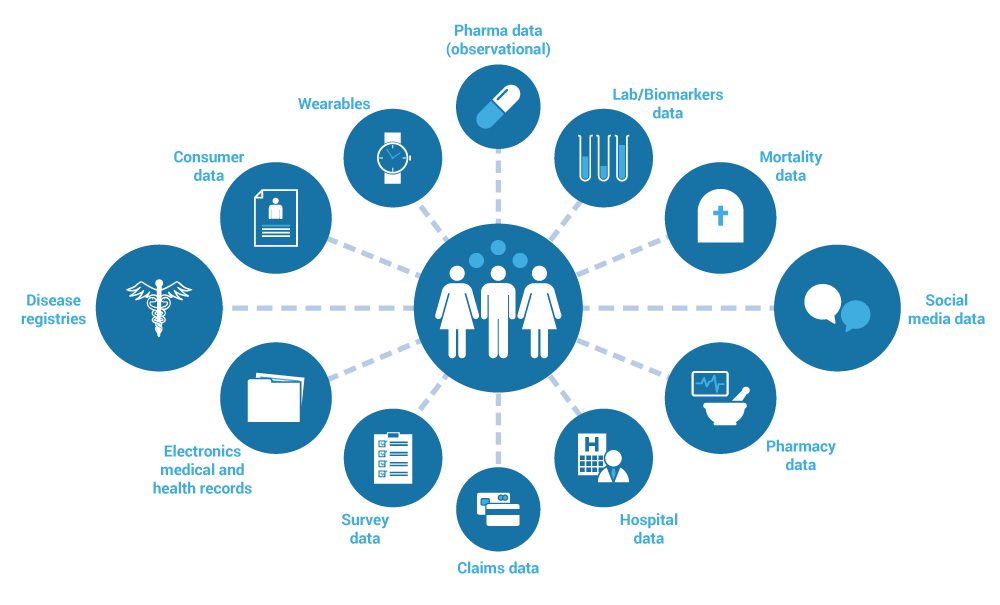 Pharma data
(observational)
Wearables
Lab/Biomarkers
data
Consumer
data
Mortality
data
Disease
registries
Social
media data
Electronics
medical and
health records
Pharmacy
data
Survey
data
Hospital
data
Claims data
H